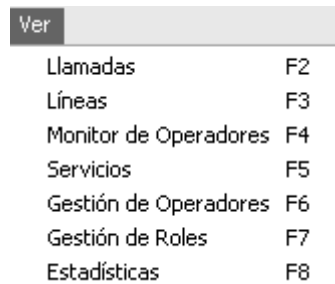 Ver
Llamadas F2
Líneas F3
Monitor de Operadores F4
Servicios F5
Gestión de Operadores F6
Gestión de Roles F7
Estadísticas F8